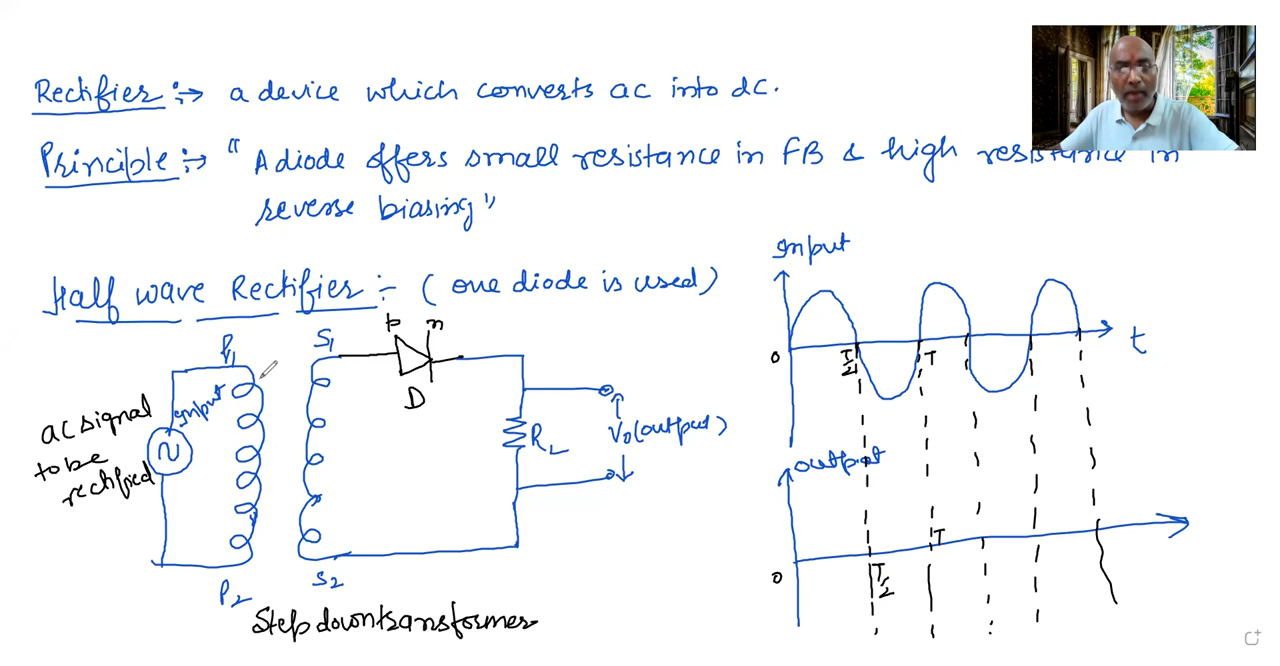 Rectifier :→ a device which converts ac into dc.
Principle :→ "A diode offers small resistance in FB & high resistance in
reverse biasing"
Half wave Rectifier :- (one diode is used)
P1
S1
p
n
D
ac signal
to be
rectified
Input
RL
V0 (output)
P2
S2
Step down transformer
Input
0
T/2
T
t
output
0
T/2
T